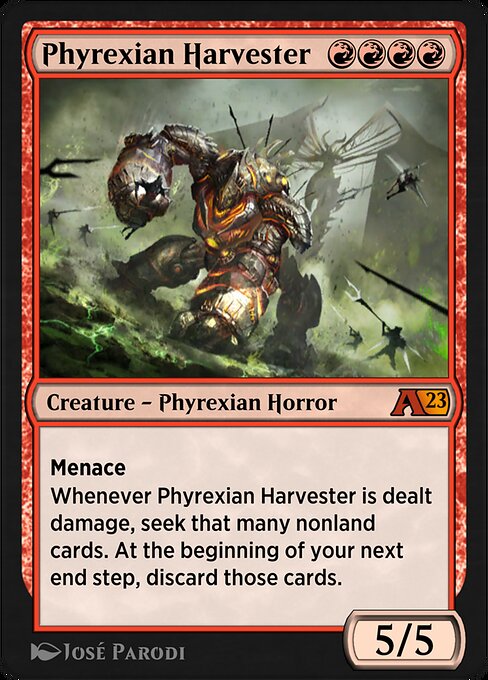 Phyrexian Harvester
Creature – Phyrexian Horror
A 23
Menace
Whenever Phyrexian Harvester is dealt
damage, seek that many nonland
cards. At the beginning of your next
end step, discard those cards.
5/5
José Parodi